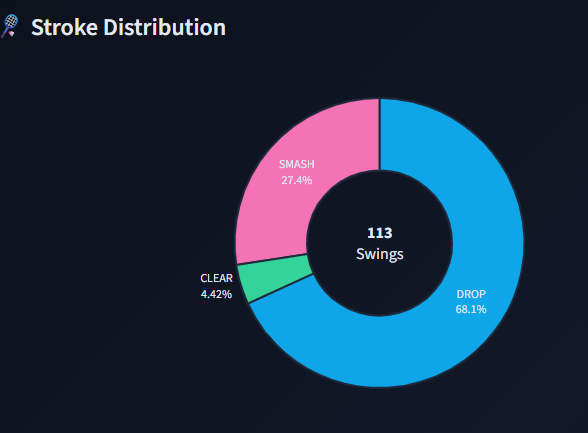 Stroke Distribution
SMASH
27.4%
113
Swings
CLEAR
4.42%
DROP
68.1%